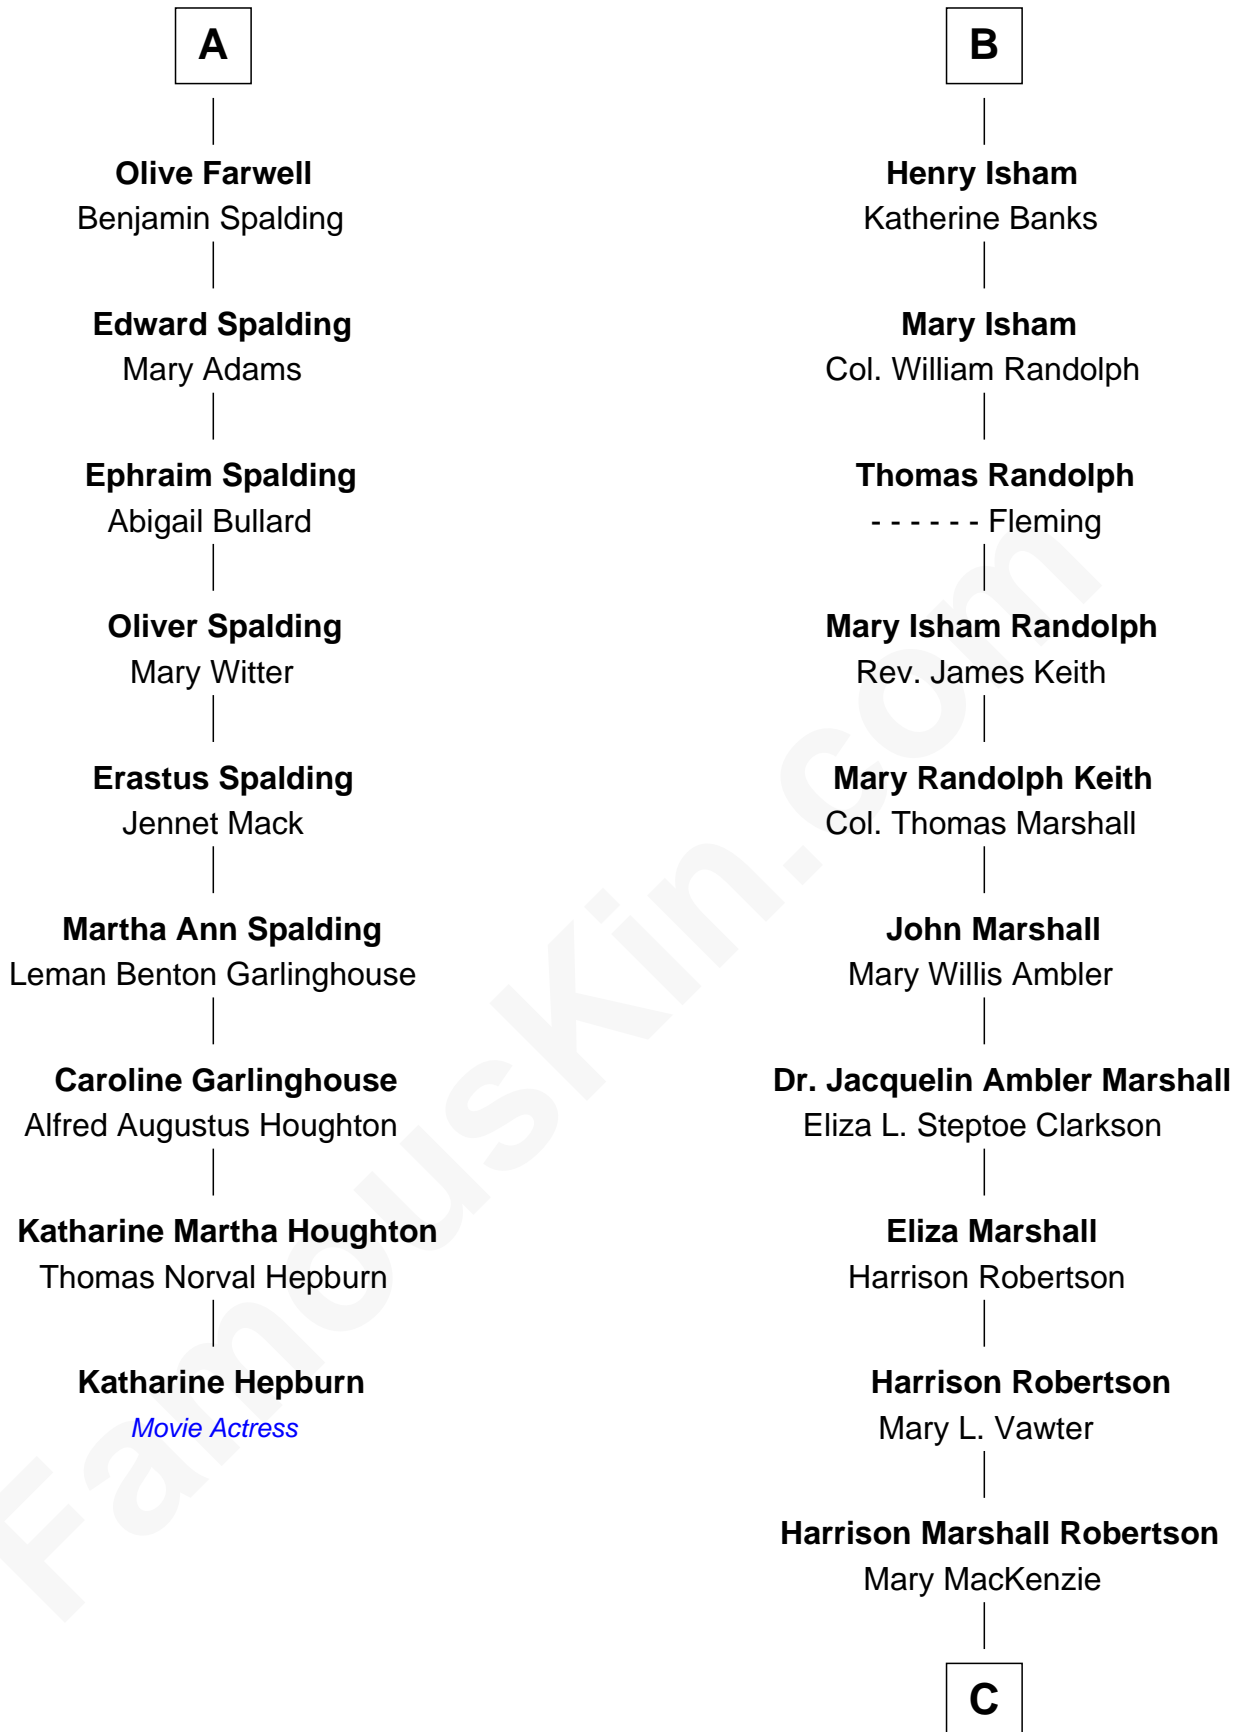 A
Olive Farwell
Benjamin Spalding
Edward Spalding
Mary Adams
Ephraim Spalding
Abigail Bullard
Oliver Spalding
Mary Witter
Erastus Spalding
Jennet Mack
Martha Ann Spalding
Leman Benton Garlinghouse
Caroline Garlinghouse
Alfred Augustus Houghton
Katharine Martha Houghton
Thomas Norval Hepburn
Katharine Hepburn
Movie Actress
B
Henry Isham
Katherine Banks
Mary Isham
Col. William Randolph
Thomas Randolph
- - - - - - Fleming
Mary Isham Randolph
Rev. James Keith
Mary Randolph Keith
Col. Thomas Marshall
John Marshall
Mary Willis Ambler
Dr. Jacquelin Ambler Marshall
Eliza L. Steptoe Clarkson
Eliza Marshall
Harrison Robertson
Harrison Robertson
Mary L. Vawter
Harrison Marshall Robertson
Mary MacKenzie
C
FamousKin.com